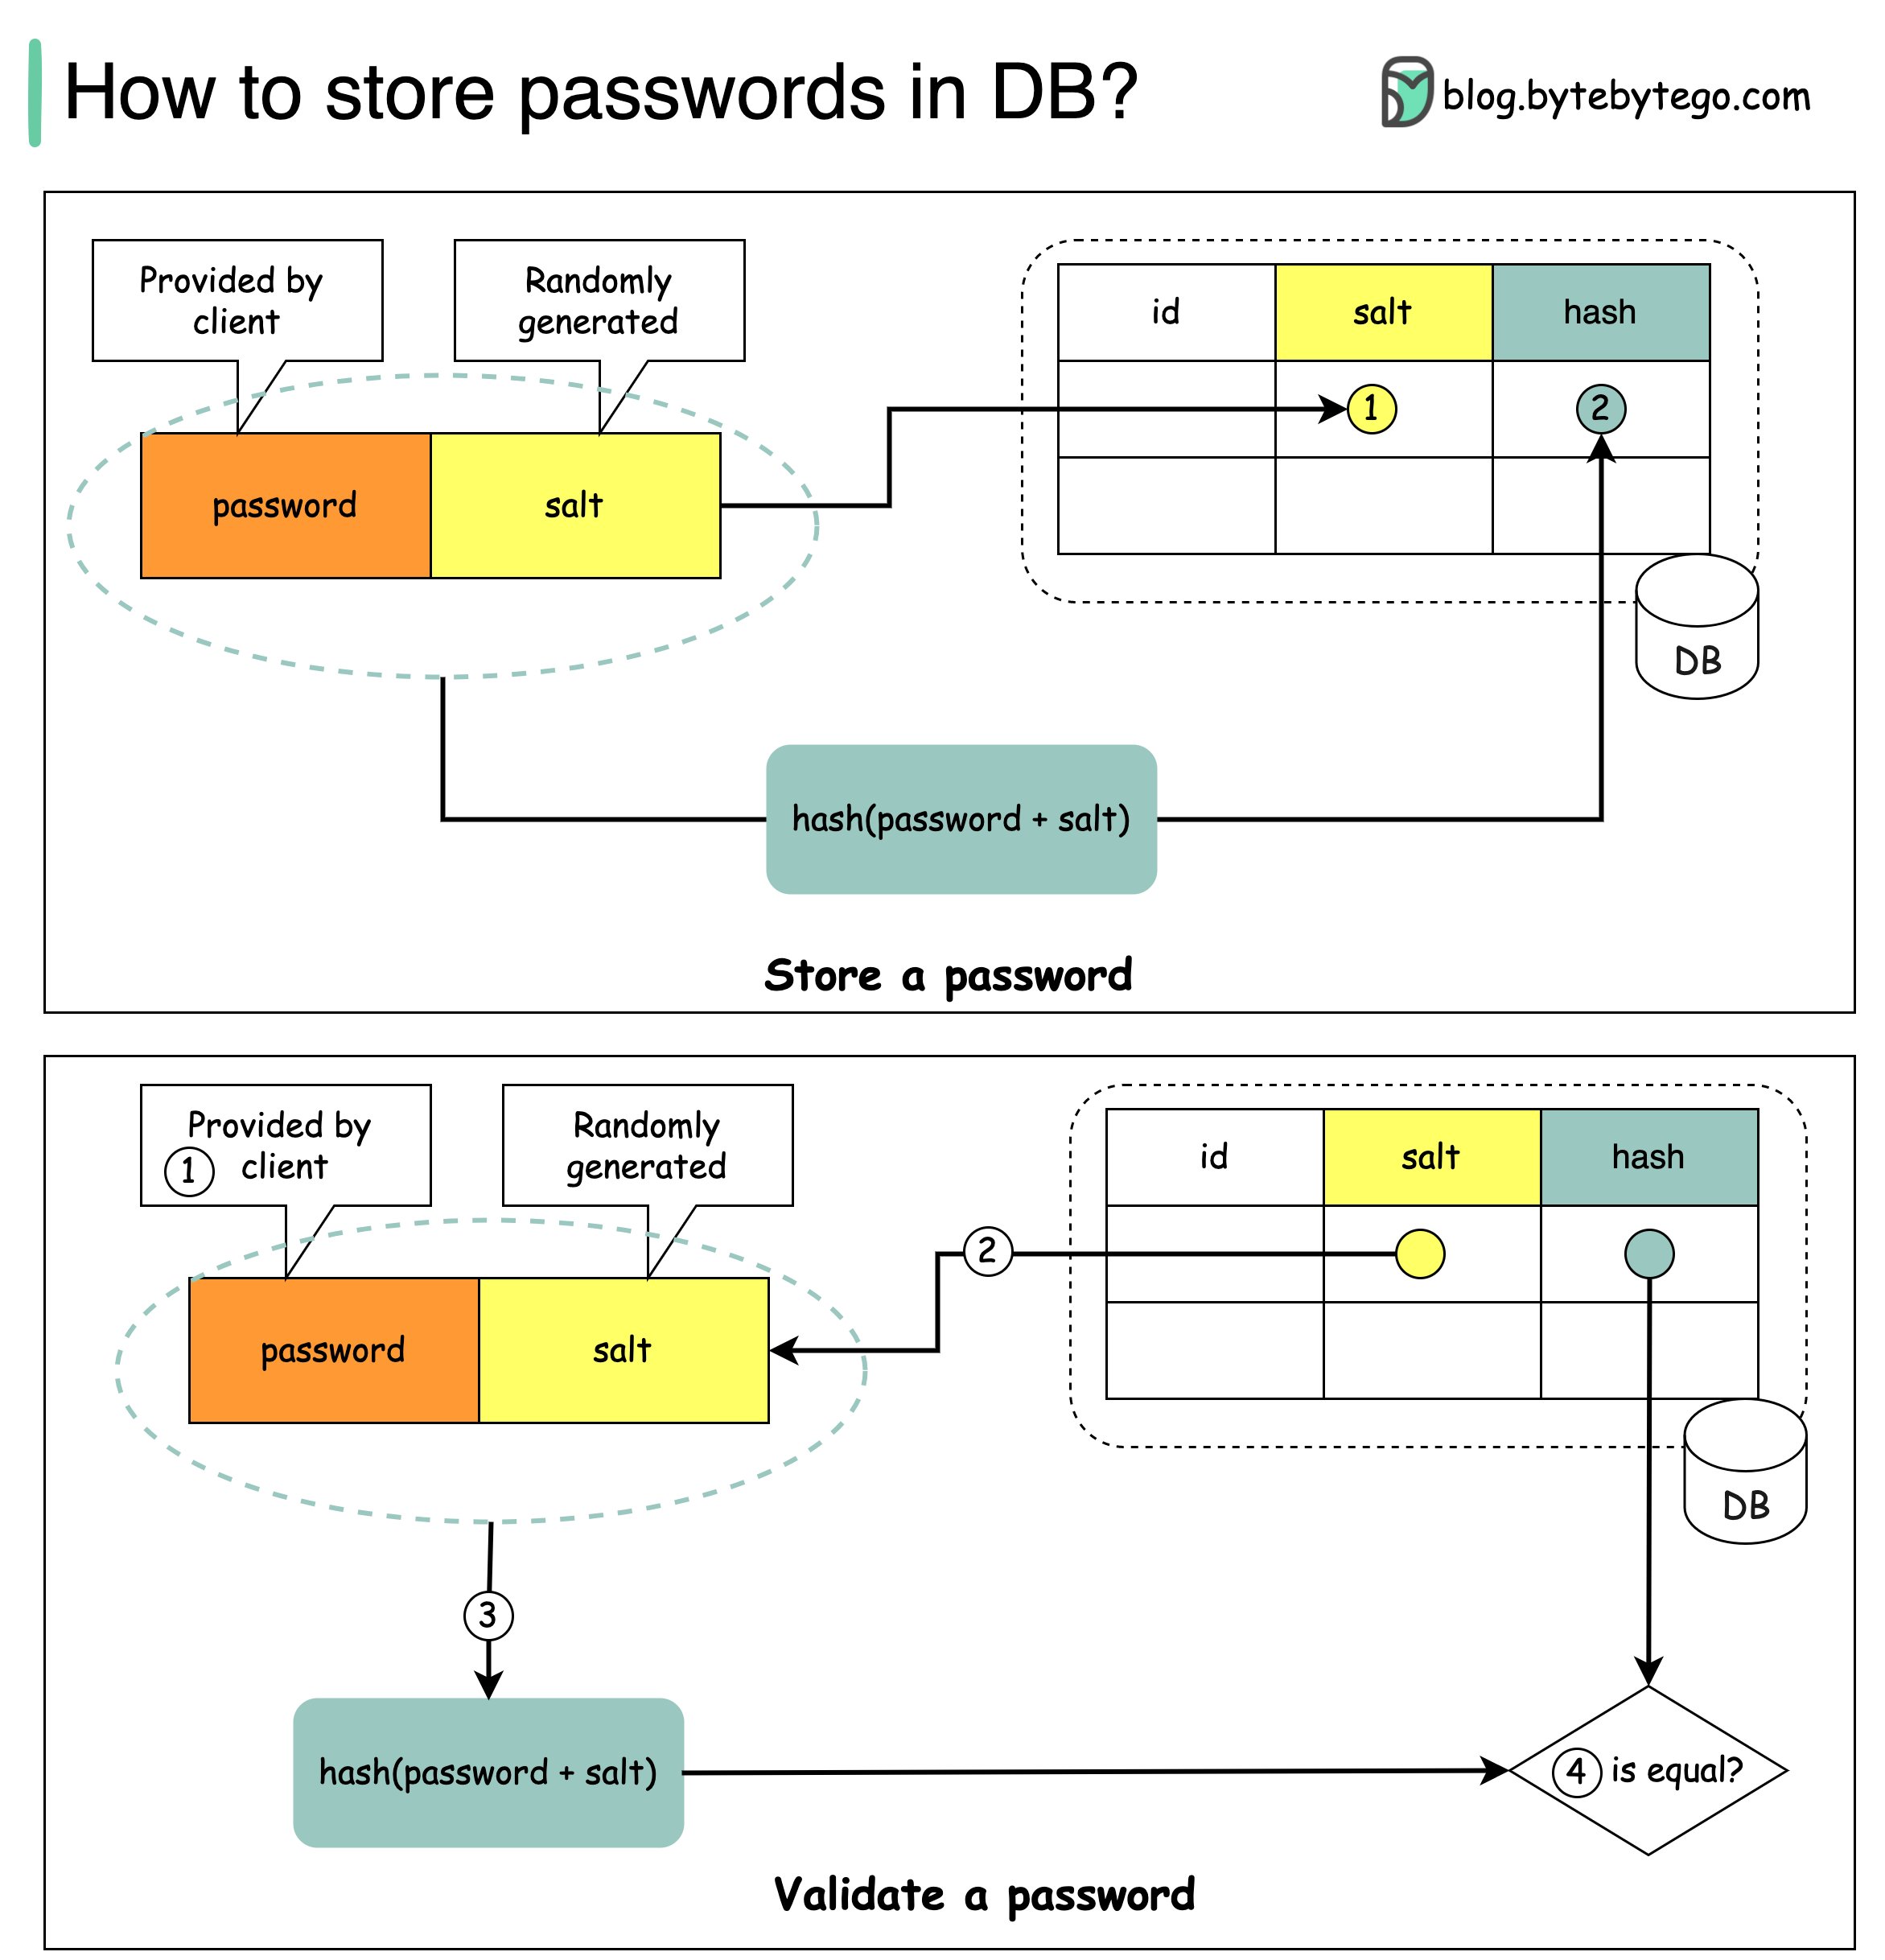 How to store passwords in DB?
blog.bytebytego.com
Provided by
client
Randomly
generated
id
salt
hash
1
2
password
salt
DB
hash(password + salt)
Store a password
Provided by
1 client
Randomly
generated
id
salt
hash
2
password
salt
DB
3
hash(password + salt)
4 is equal?
Validate a password